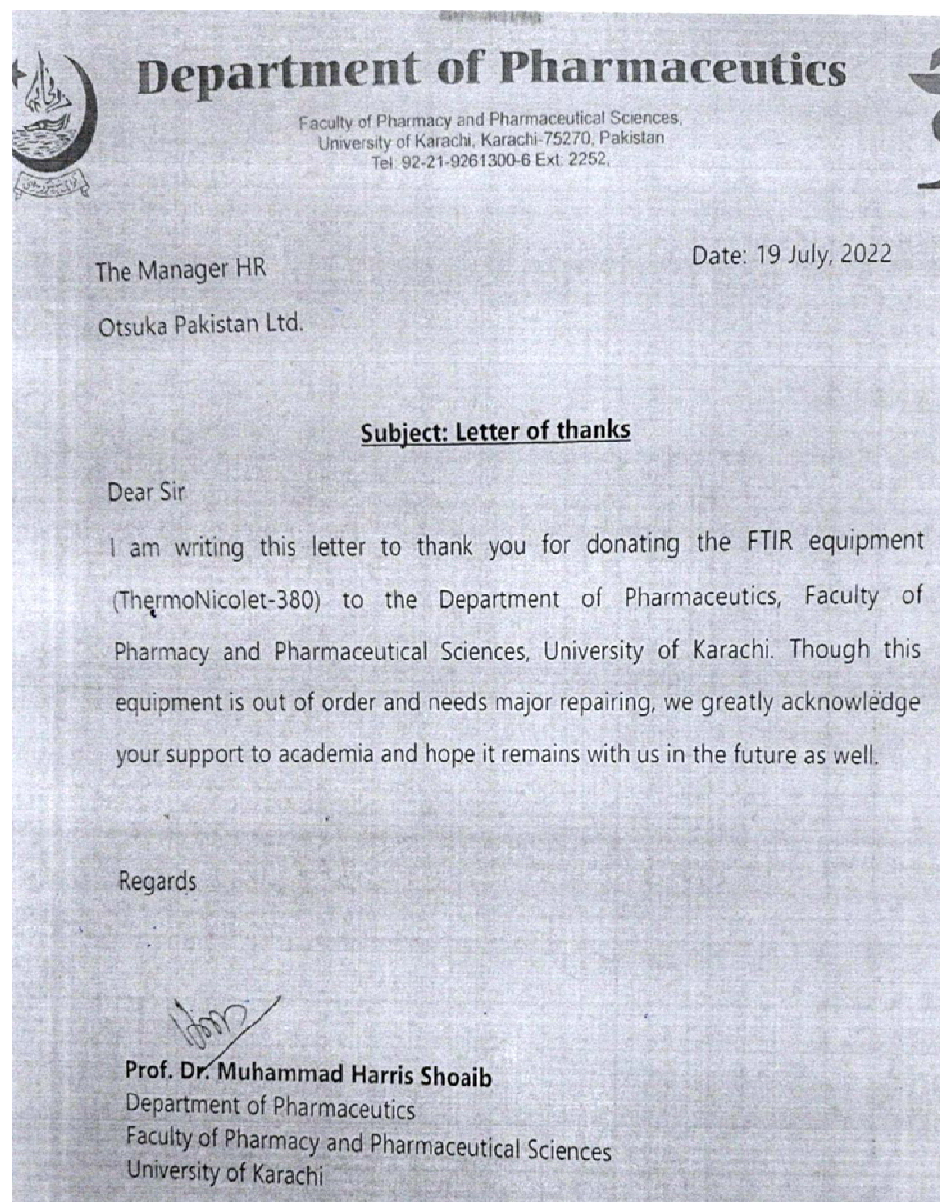 Department of Pharmaceutics
Faculty of Pharmacy and Pharmaceutical Sciences,
University of Karachi, Karachi-75270, Pakistan
Tel: 92-21-9261300-6 Ext: 2252,
Date: 19 July, 2022
The Manager HR
Otsuka Pakistan Ltd.
Subject: Letter of thanks
Dear Sir
I am writing this letter to thank you for donating the FTIR equipment
(ThermoNicolet-380) to the Department of Pharmaceutics, Faculty of
Pharmacy and Pharmaceutical Sciences, University of Karachi. Though this
equipment is out of order and needs major repairing, we greatly acknowledge
your support to academia and hope it remains with us in the future as well.
Regards
Prof. Dr. Muhammad Harris Shoaib
Department of Pharmaceutics
Faculty of Pharmacy and Pharmaceutical Sciences
University of Karachi